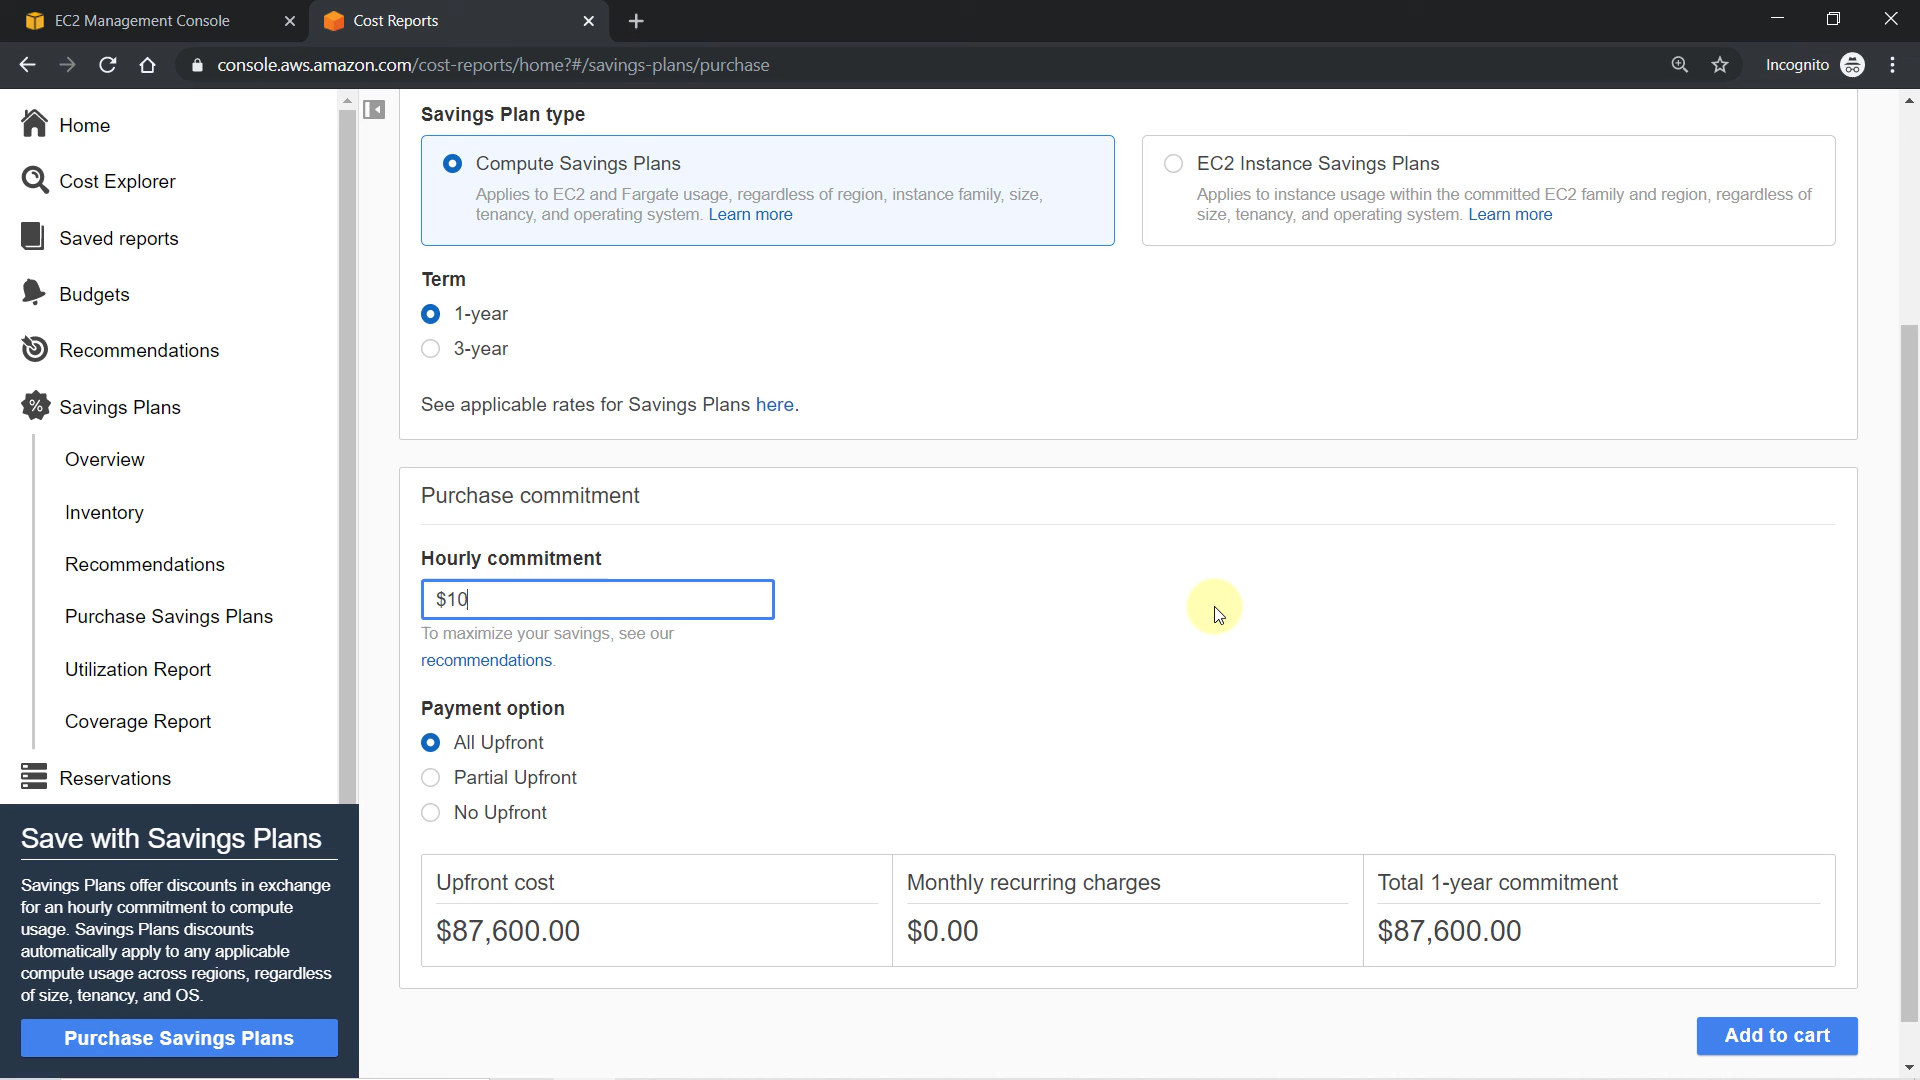 EC2 Management Console
Cost Reports
console.aws.amazon.com/cost-reports/home?#/savings-plans/purchase
Incognito
Home
Cost Explorer
Saved reports
Budgets
Recommendations
Savings Plans
Overview
Inventory
Recommendations
Purchase Savings Plans
Utilization Report
Coverage Report
Reservations
Save with Savings Plans
Savings Plans offer discounts in exchange
for an hourly commitment to compute
usage. Savings Plans discounts
automatically apply to any applicable
compute usage across regions, regardless
of size, tenancy, and OS.
Purchase Savings Plans
Savings Plan type
Compute Savings Plans
Applies to EC2 and Fargate usage, regardless of region, instance family, size,
tenancy, and operating system. Learn more
EC2 Instance Savings Plans
Applies to instance usage within the committed EC2 family and region, regardless of
size, tenancy, and operating system. Learn more
Term
1-year
3-year
See applicable rates for Savings Plans here.
Purchase commitment
Hourly commitment
$10
To maximize your savings, see our
recommendations.
Payment option
All Upfront
Partial Upfront
No Upfront
Upfront cost
$87,600.00
Monthly recurring charges
$0.00
Total 1-year commitment
$87,600.00
Add to cart